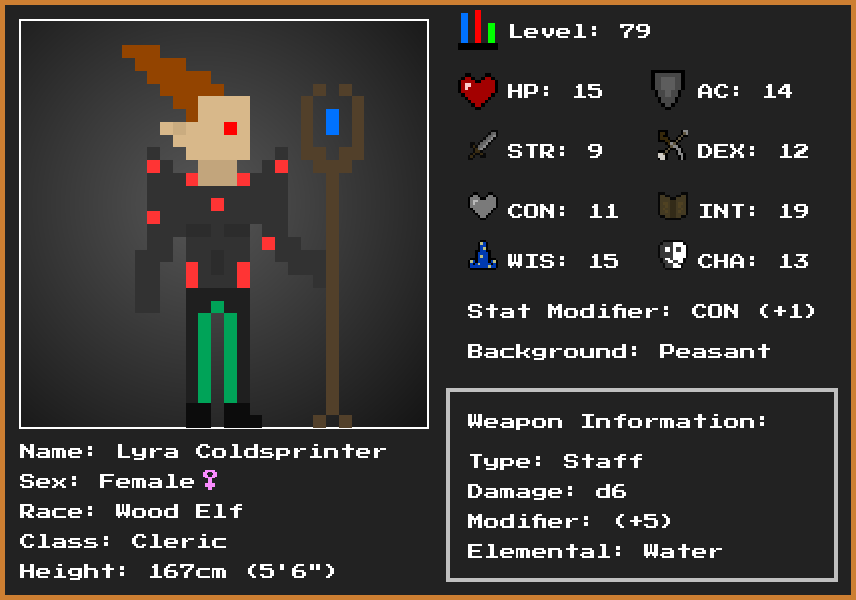 Level: 79
HP: 15
AC: 14
STR: 9
DEX: 12
CON: 11
INT: 19
WIS: 15
CHA: 13
Stat Modifier: CON (+1)
Background: Peasant
Weapon Information:
Type: Staff
Damage: d6
Modifier: (+5)
Elemental: Water
Name: Lyra Coldsprinter
Sex: Female♀
Race: Wood Elf
Class: Cleric
Height: 167cm (5'6")